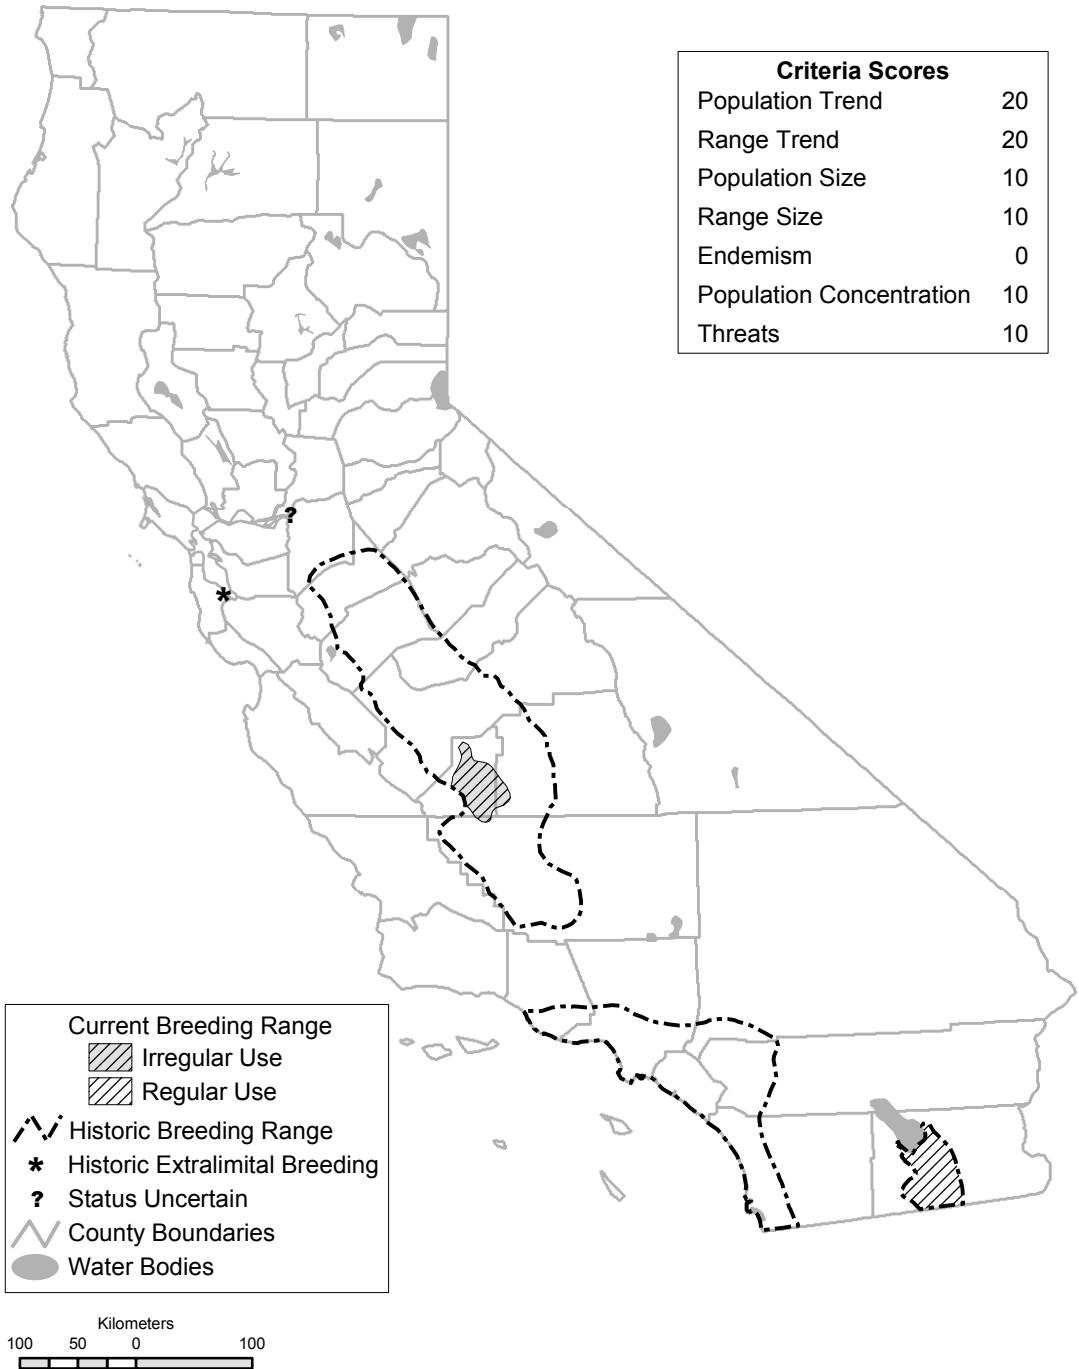 Criteria Scores
Population Trend 20
Range Trend 20
Population Size 10
Range Size 10
Endemism 0
Population Concentration 10
Threats 10
?
*
Current Breeding Range
Irregular Use
Regular Use
Historic Breeding Range
* Historic Extralimital Breeding
? Status Uncertain
County Boundaries
Water Bodies
Kilometers
100 50 0 100